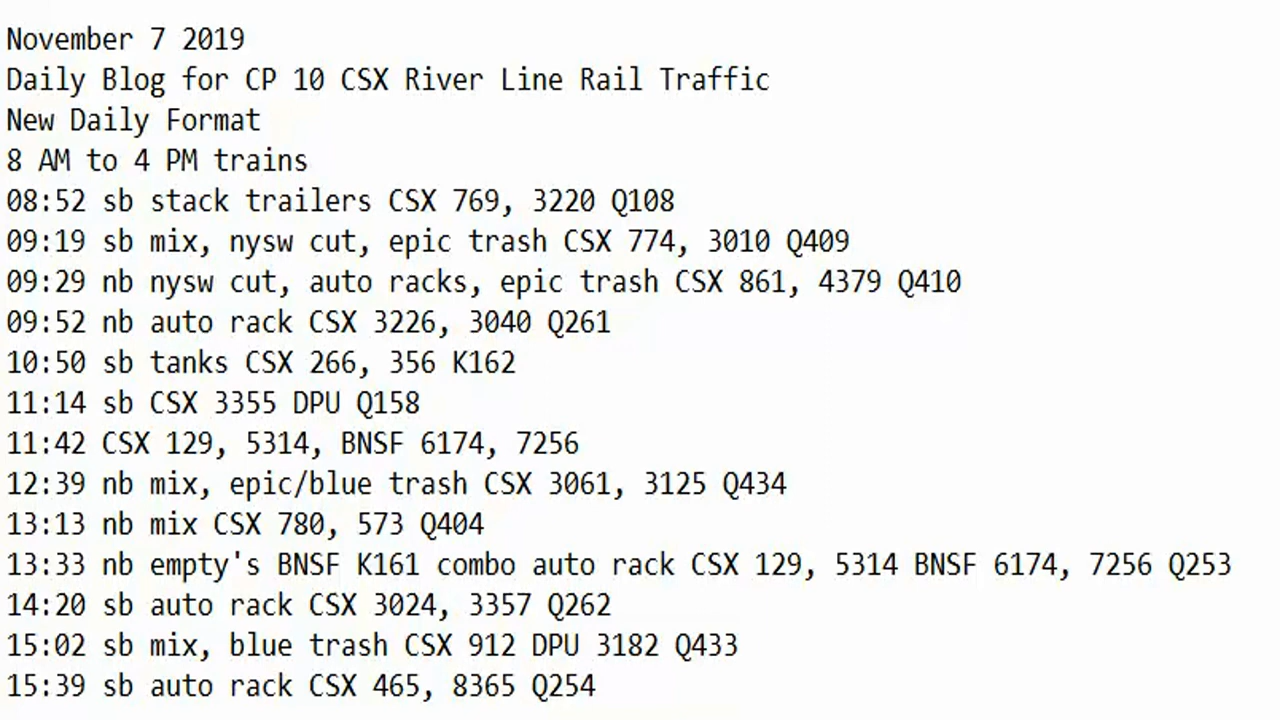 November 7 2019
Daily Blog for CP 10 CSX River Line Rail Traffic
New Daily Format
8 AM to 4 PM trains
08:52 sb stack trailers CSX 769, 3220 Q108
09:19 sb mix, nysw cut, epic trash CSX 774, 3010 Q409
09:29 nb nysw cut, auto racks, epic trash CSX 861, 4379 Q410
09:52 nb auto rack CSX 3226, 3040 Q261
10:50 sb tanks CSX 266, 356 K162
11:14 sb CSX 3355 DPU Q158
11:42 CSX 129, 5314, BNSF 6174, 7256
12:39 nb mix, epic/blue trash CSX 3061, 3125 Q434
13:13 nb mix CSX 780, 573 Q404
13:33 nb empty's BNSF K161 combo auto rack CSX 129, 5314 BNSF 6174, 7256 Q253
14:20 sb auto rack CSX 3024, 3357 Q262
15:02 sb mix, blue trash CSX 912 DPU 3182 Q433
15:39 sb auto rack CSX 465, 8365 Q254